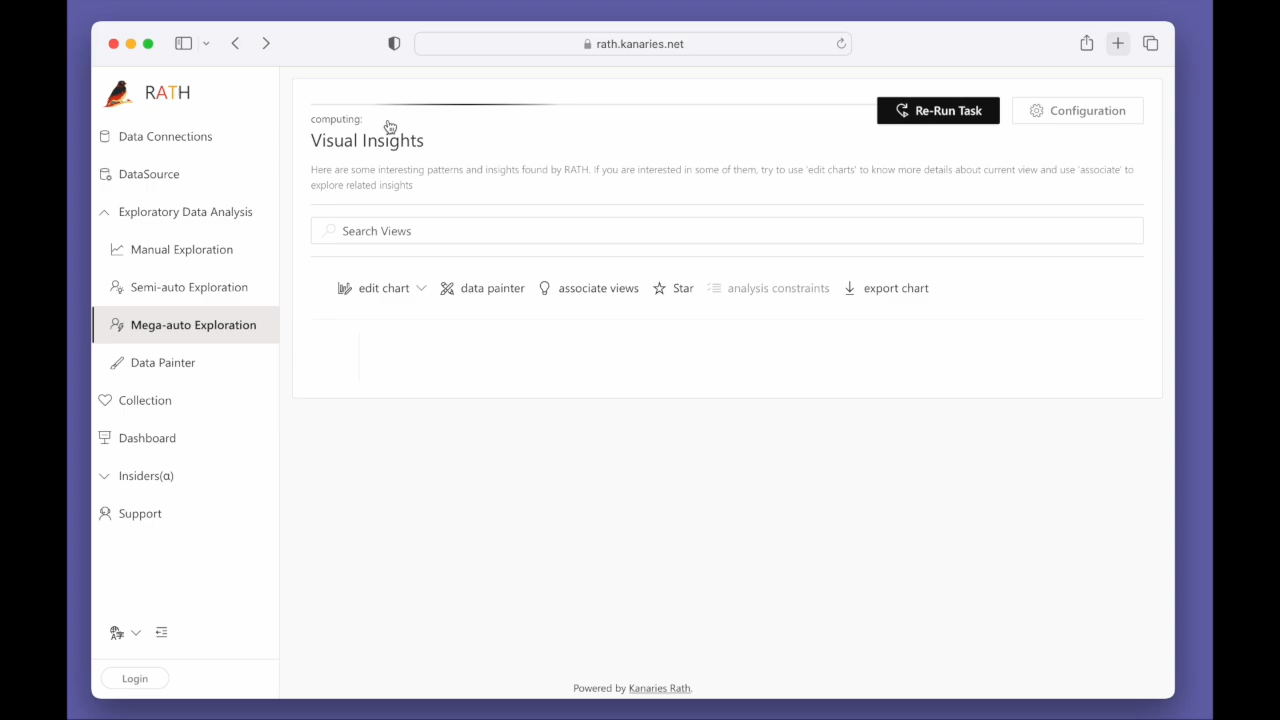 rath.kanaries.net
RATH
Data Connections
DataSource
Exploratory Data Analysis
Manual Exploration
Semi-auto Exploration
Mega-auto Exploration
Data Painter
Collection
Dashboard
Insiders(α)
Support
Login
computing:
Re-Run Task
Configuration
Visual Insights
Here are some interesting patterns and insights found by RATH. If you are interested in some of them, try to use 'edit charts' to know more details about current view and use 'associate' to
explore related insights
Search Views
edit chart
data painter
associate views
Star
analysis constraints
export chart
Powered by Kanaries Rath.